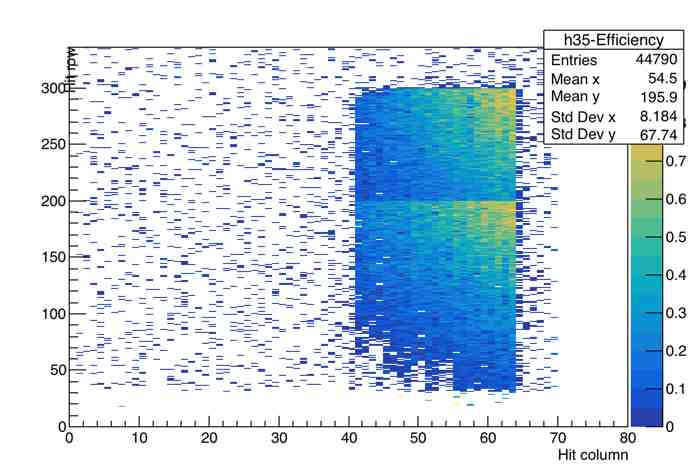 h35-Efficiency
Entries 44790
Mean x 54.5
Mean y 195.9
Std Dev x 8.184
Std Dev y 67.74
300
250
200
150
100
50
0
0 10 20 30 40 50 60 70 80
Hit column
0.7
0.6
0.5
0.4
0.3
0.2
0.1
0